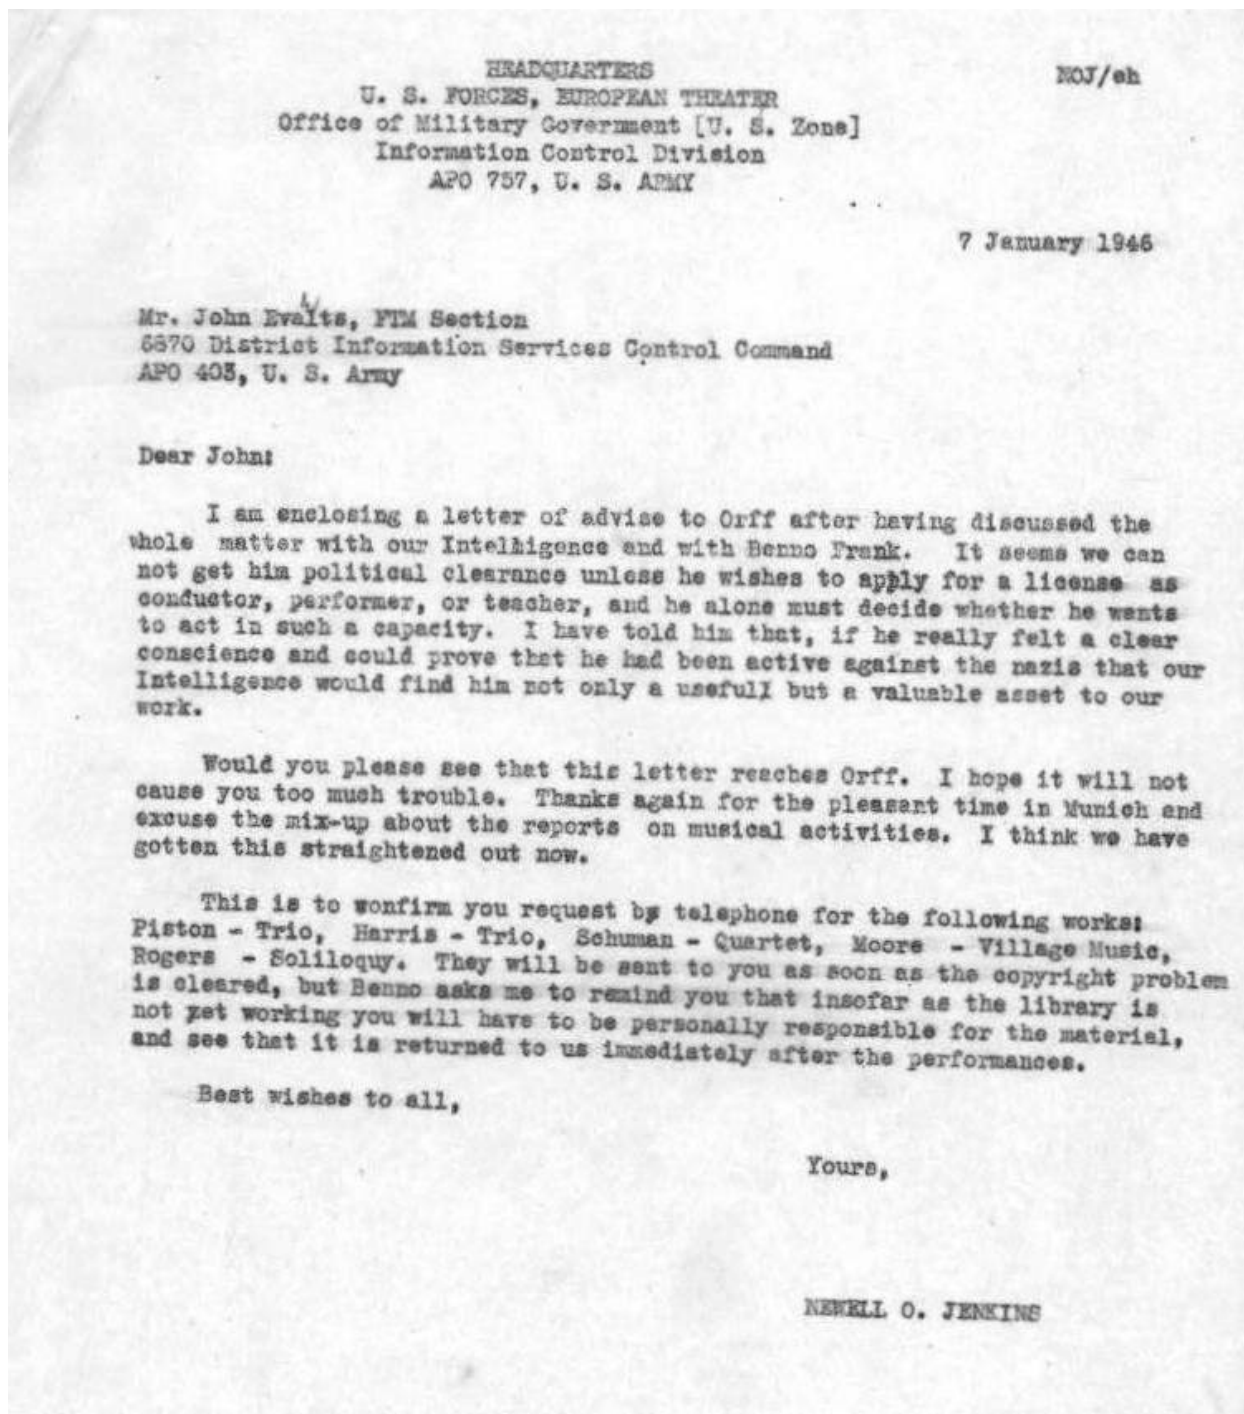 HEADQUARTERS
NOJ/eh
U. S. FORCES, EUROPEAN THEATER
Office of Military Government [U. S. Zone]
Information Control Division
APO 757, U. S. ARMY
7 January 1946
Mr. John Evalts, FTM Section
6870 District Information Services Control Command
APO 403, U. S. Army
Dear John:
I am enclosing a letter of advise to Orff after having discussed the
whole matter with our Intelligence and with Benno Frank. It seems we can
not get him political clearance unless he wishes to apply for a license as
conductor, performer, or teacher, and he alone must decide whether he wants
to act in such a capacity. I have told him that, if he really felt a clear
conscience and could prove that he had been active against the nazis that our
Intelligence would find him not only a usefull but a valuable asset to our
work.
Would you please see that this letter reaches Orff. I hope it will not
cause you too much trouble. Thanks again for the pleasant time in Munich and
excuse the mix-up about the reports on musical activities. I think we have
gotten this straightened out now.
This is to wonfirm you request by telephone for the following works:
Piston - Trio, Harris - Trio, Schuman - Quartet, Moore - Village Music,
Rogers - Soliloquy. They will be sent to you as soon as the copyright problem
is cleared, but Benno asks me to remind you that insofar as the library is
not yet working you will have to be personally responsible for the material,
and see that it is returned to us immediately after the performances.
Best wishes to all,
Yours,
NEWELL O. JENKINS